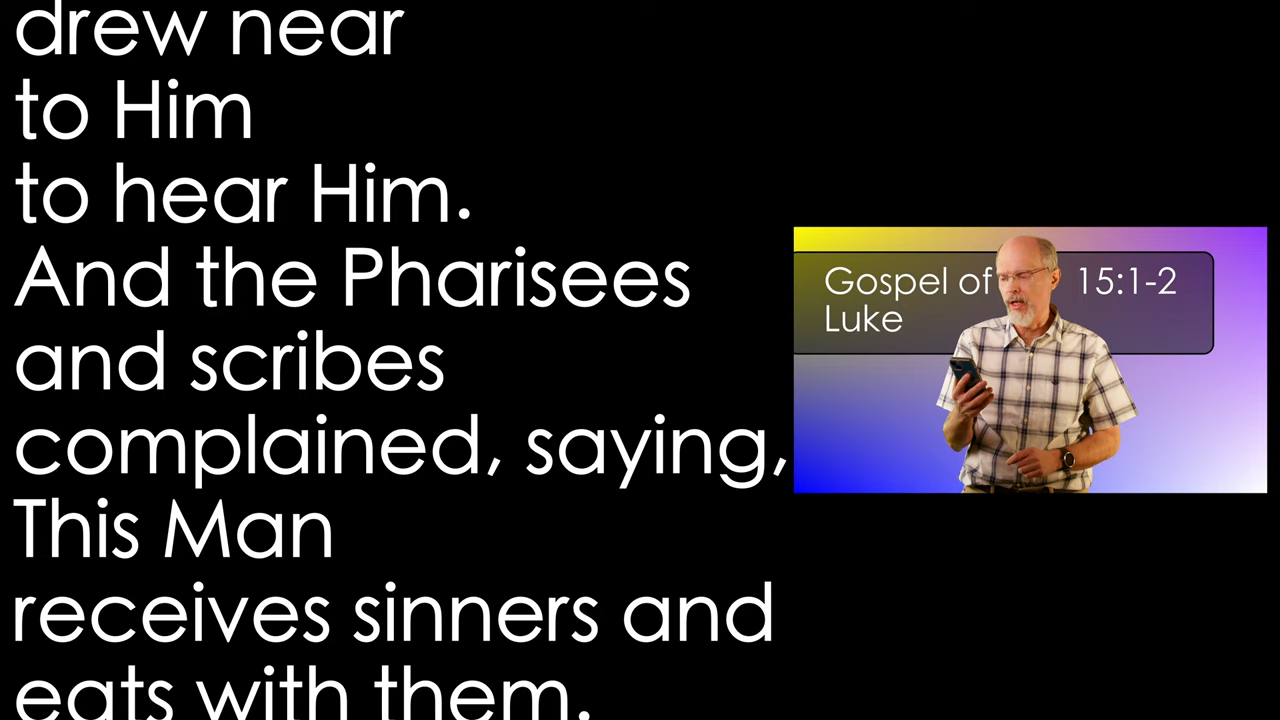 drew near
to Him
to hear Him.
And the Pharisees
and scribes
complained, saying,
This Man
receives sinners and
eats with them.
Gospel of 15:1-2
Luke